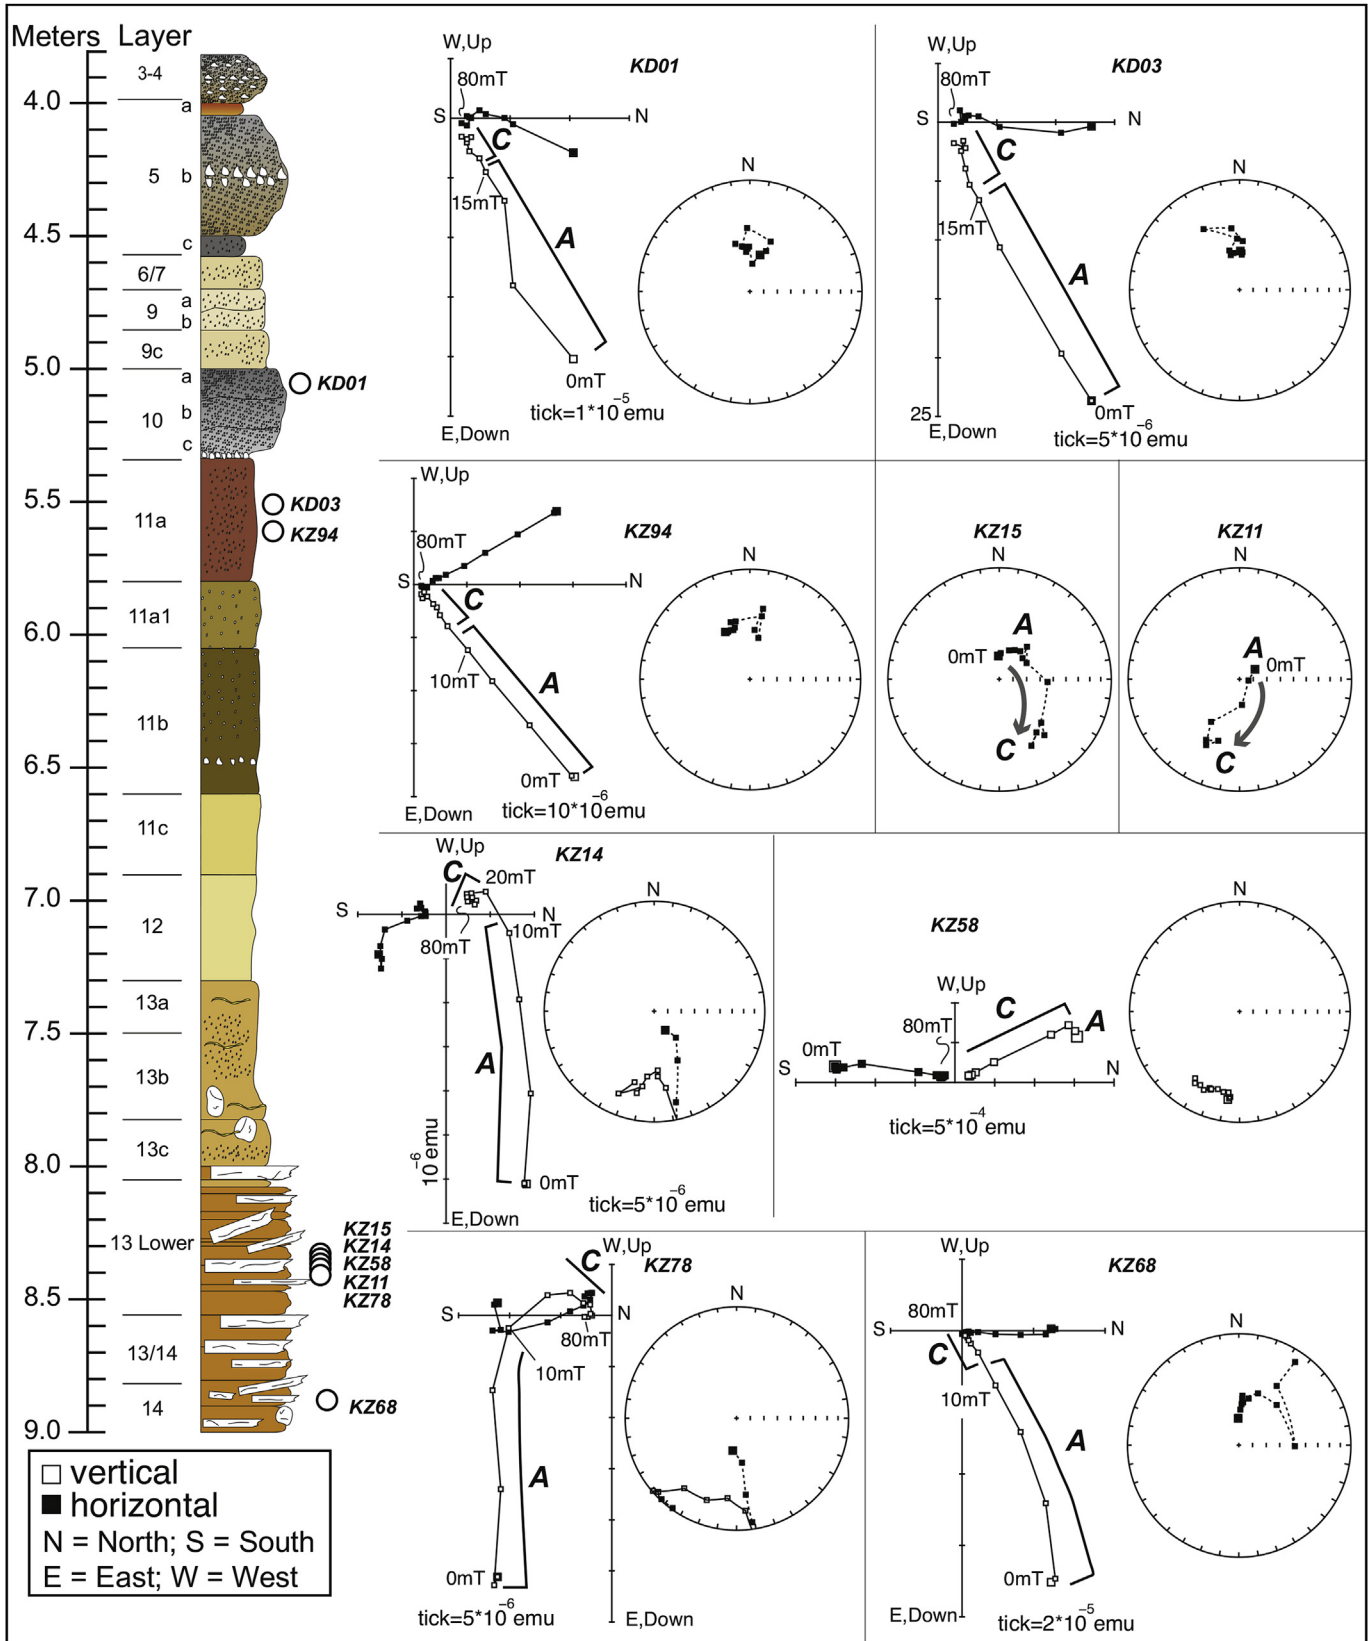 Meters Layer
3-4
4.0
a
5
b
4.5
c
6/7
9
a
b
9c
5.0
a
10
b
c
KD01
5.5
11a
KD03
KZ94
11a1
6.0
11b
6.5
11c
7.0
12
13a
7.5
13b
13c
8.0
13 Lower
KZ15
KZ14
KZ58
KZ11
KZ78
8.5
13/14
14
KZ68
9.0
vertical
horizontal
N = North; S = South
E = East; W = West
W,Up
KD01
80mT
S
N
C
15mT
A
0mT
tick=1*10-5 emu
E,Down
N
W,Up
KD03
80mT
S
N
C
15mT
A
25
0mT
E,Down
tick=5*10-6 emu
N
W,Up
KZ94
80mT
S
N
C
10mT
A
0mT
E,Down
tick=10*10-6 emu
N
KZ15
N
A
0mT
C
KZ11
N
A
0mT
C
W,Up
KZ14
C
20mT
S
N
80mT
10mT
A
10-6 emu
0mT
E,Down
tick=5*10-6 emu
N
KZ58
W,Up
C
A
80mT
0mT
S
N
tick=5*10-4 emu
N
W,Up
C
KZ78
S
N
80mT
10mT
A
0mT
tick=5*10-6 emu
E,Down
N
W,Up
KZ68
80mT
S
N
C
10mT
A
0mT
E,Down
tick=2*10-5 emu
N